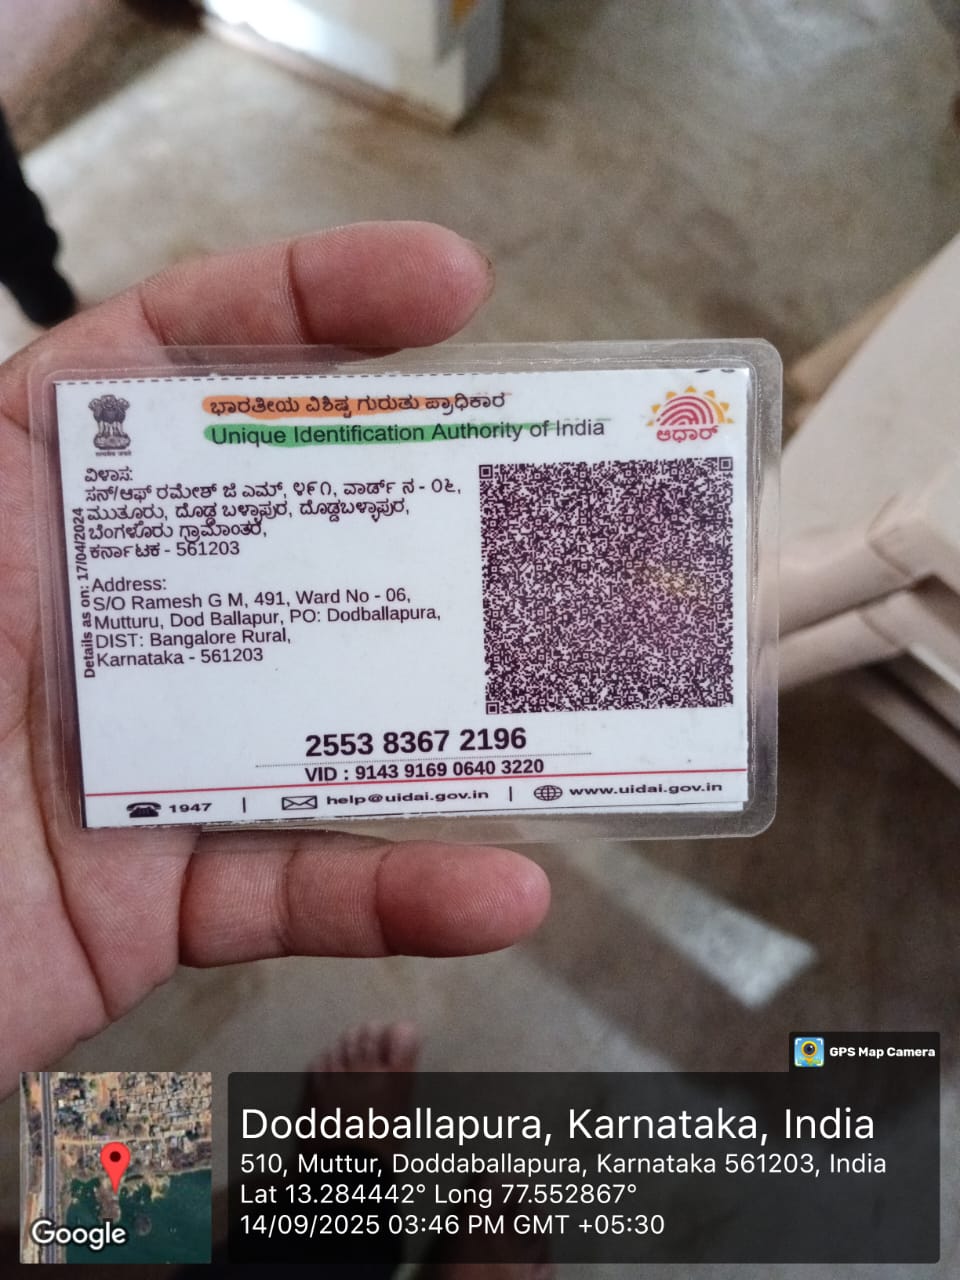 ಭಾರತೀಯ ವಿಶಿಷ್ಟ ಗುರುತು ಪ್ರಾಧಿಕಾರ
Unique Identification Authority of India
ಆಧಾರ್
ವಿಳಾಸ:
ಸನ್/ಆಫ್ ರಮೇಶ್ ಜಿ ಎಮ್, ೪೯೧, ವಾರ್ಡ್ ನ - ೦೬,
ಮುತೂರು, ದೊಡ್ಡ ಬಳ್ಳಾಪುರ, ದೊಡ್ಡಬಳ್ಳಾಪುರ,
ಬೆಂಗಳೂರು ಗ್ರಾಮಾಂತರ,
ಕರ್ನಾಟಕ - 561203
Details as on: 17/04/2024
Address:
S/O Ramesh G M, 491, Ward No - 06,
Mutturu, Dod Ballapur, PO: Dodballapura,
DIST: Bangalore Rural,
Karnataka - 561203
2553 8367 2196
VID : 9143 9169 0640 3220
1947 | help@uidai.gov.in | www.uidai.gov.in
GPS Map Camera
Doddaballapura, Karnataka, India
510, Muttur, Doddaballapura, Karnataka 561203, India
Lat 13.284442° Long 77.552867°
14/09/2025 03:46 PM GMT +05:30
Google